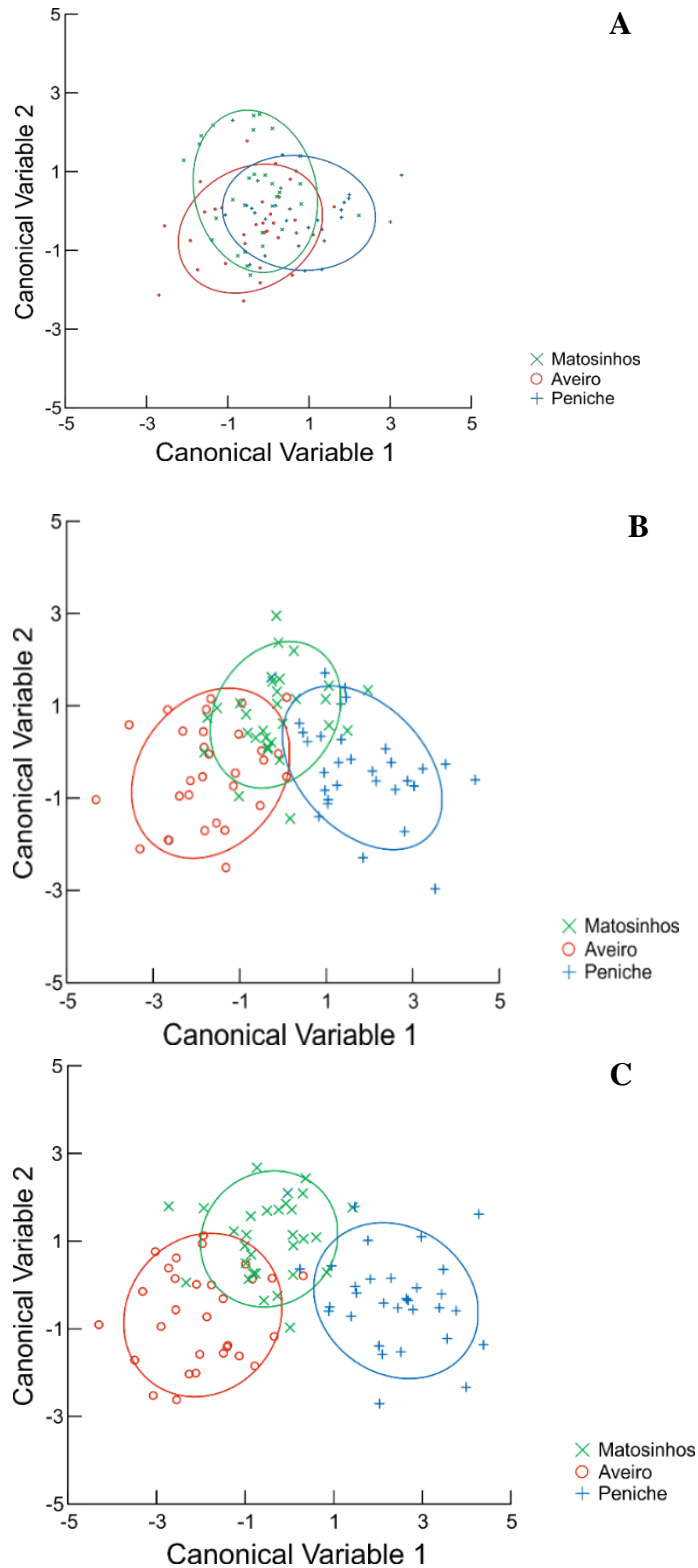 A
5
3
1
-1
-3
-5
Canonical Variable 2
-5 -3 -1 1 3 5
Canonical Variable 1
Matosinhos
Aveiro
Peniche
B
5
3
1
-1
-3
-5
Canonical Variable 2
-5 -3 -1 1 3 5
Canonical Variable 1
Matosinhos
Aveiro
Peniche
C
5
3
1
-1
-3
-5
Canonical Variable 2
-5 -3 -1 1 3 5
Canonical Variable 1
Matosinhos
Aveiro
Peniche